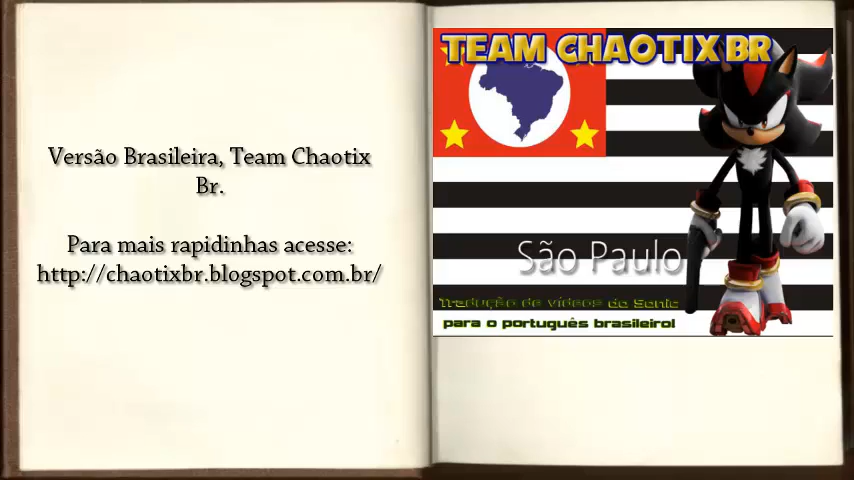 Versão Brasileira, Team Chaotix
Br.
Para mais rapidinhas acesse:
http://chaotixbr.blogspot.com.br/
TEAM CHAOTIX BR
São Paulo
Tradução de vídeos do Sonic
para o português brasileiro!